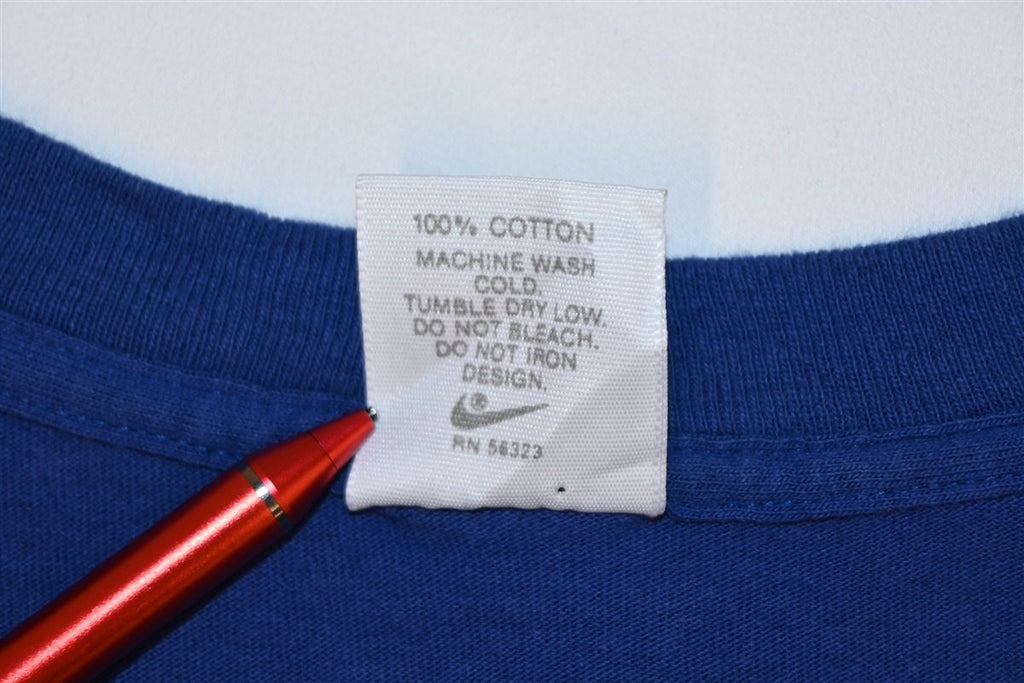 100% COTTON
MACHINE WASH
COLD.
TUMBLE DRY LOW.
DO NOT BLEACH.
DO NOT IRON
DESIGN.
®
RN 56323